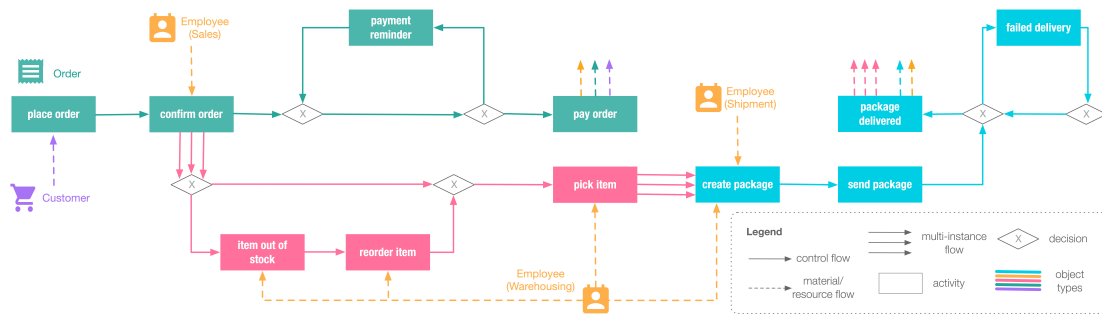 Employee
(Sales)
payment
reminder
failed delivery
Order
Employee
(Shipment)
place order
confirm order
X
X
pay order
package
delivered
X
X
Customer
X
X
pick item
create package
send package
item out of
stock
reorder item
Employee
(Warehousing)
Legend
control flow
multi-instance
flow
X
decision
material/
resource flow
activity
object
types